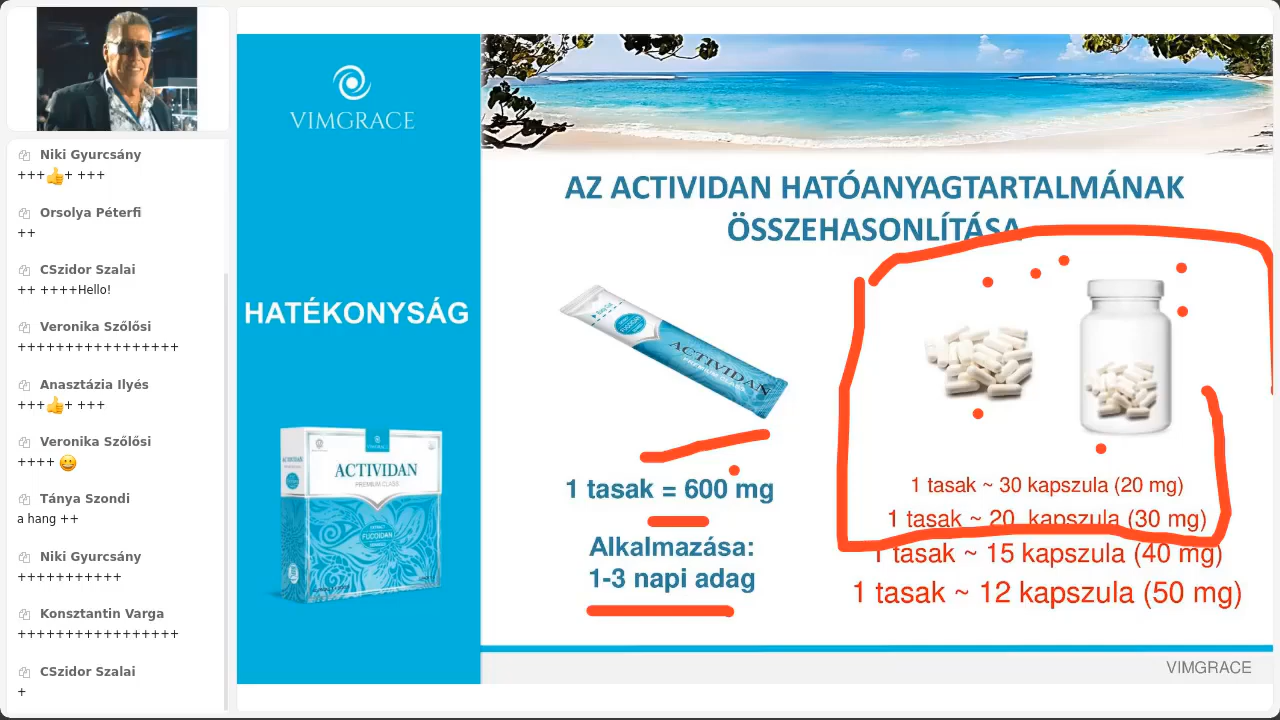 Niki Gyurcsány
+++👍+ +++
Orsolya Péterfi
++
CSzidor Szalai
++ ++++Hello!
Veronika Szőlősi
+++++++++++++++++
Anasztázia Ilyés
+++👍+ +++
Veronika Szőlősi
++++ 😀
Tánya Szondi
a hang ++
Niki Gyurcsány
+++++++++++
Konsztantin Varga
+++++++++++++++++
CSzidor Szalai
+
VIMGRACE
HATÉKONYSÁG
ACTIVIDAN
PREMIUM CLASS
EXTRACT
FUCOIDAN
AZ ACTIVIDAN HATÓANYAGTARTALMÁNAK
ÖSSZEHASONLÍTÁSA
FUCOIDAN
ACTIVIDAN
1 tasak = 600 mg
Alkalmazása:
1-3 napi adag
1 tasak ~ 30 kapszula (20 mg)
1 tasak ~ 20 kapszula (30 mg)
1 tasak ~ 15 kapszula (40 mg)
1 tasak ~ 12 kapszula (50 mg)
VIMGRACE